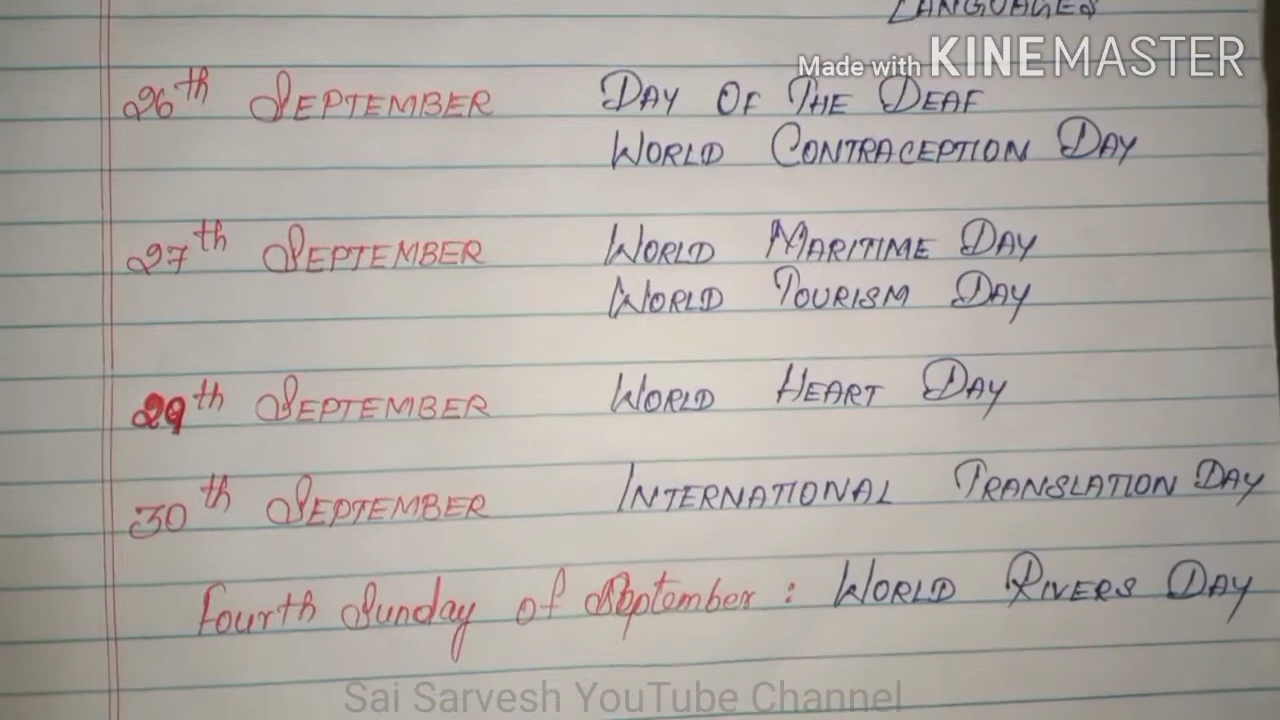 LANGUAGES
Made with KINEMASTER
26th SEPTEMBER DAY OF THE DEAF
WORLD CONTRACEPTION DAY
27th SEPTEMBER WORLD MARITIME DAY
WORLD TOURISM DAY
29th SEPTEMBER WORLD HEART DAY
30th SEPTEMBER INTERNATIONAL TRANSLATION DAY
Fourth Sunday of September : WORLD RIVERS DAY
Sai Sarvesh YouTube Channel